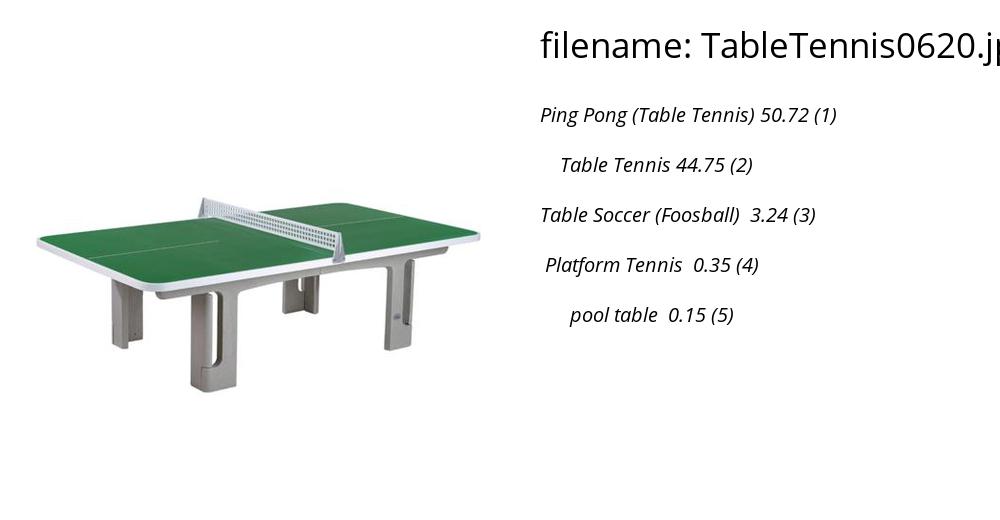 filename: TableTennis0620.jp
Ping Pong (Table Tennis) 50.72 (1)
Table Tennis 44.75 (2)
Table Soccer (Foosball) 3.24 (3)
Platform Tennis 0.35 (4)
pool table 0.15 (5)